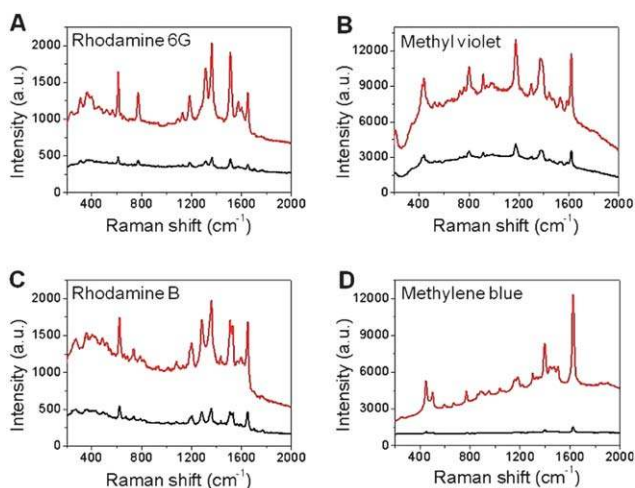 A
Rhodamine 6G
2000
1500
1000
500
0
Intensity (a.u.)
400 800 1200 1600 2000
Raman shift (cm⁻¹)
B
Methyl violet
12000
9000
6000
3000
0
Intensity (a.u.)
400 800 1200 1600 2000
Raman shift (cm⁻¹)
C
Rhodamine B
2000
1500
1000
500
0
Intensity (a.u.)
400 800 1200 1600 2000
Raman shift (cm⁻¹)
D
Methylene blue
12000
9000
6000
3000
0
Intensity (a.u.)
400 800 1200 1600 2000
Raman shift (cm⁻¹)